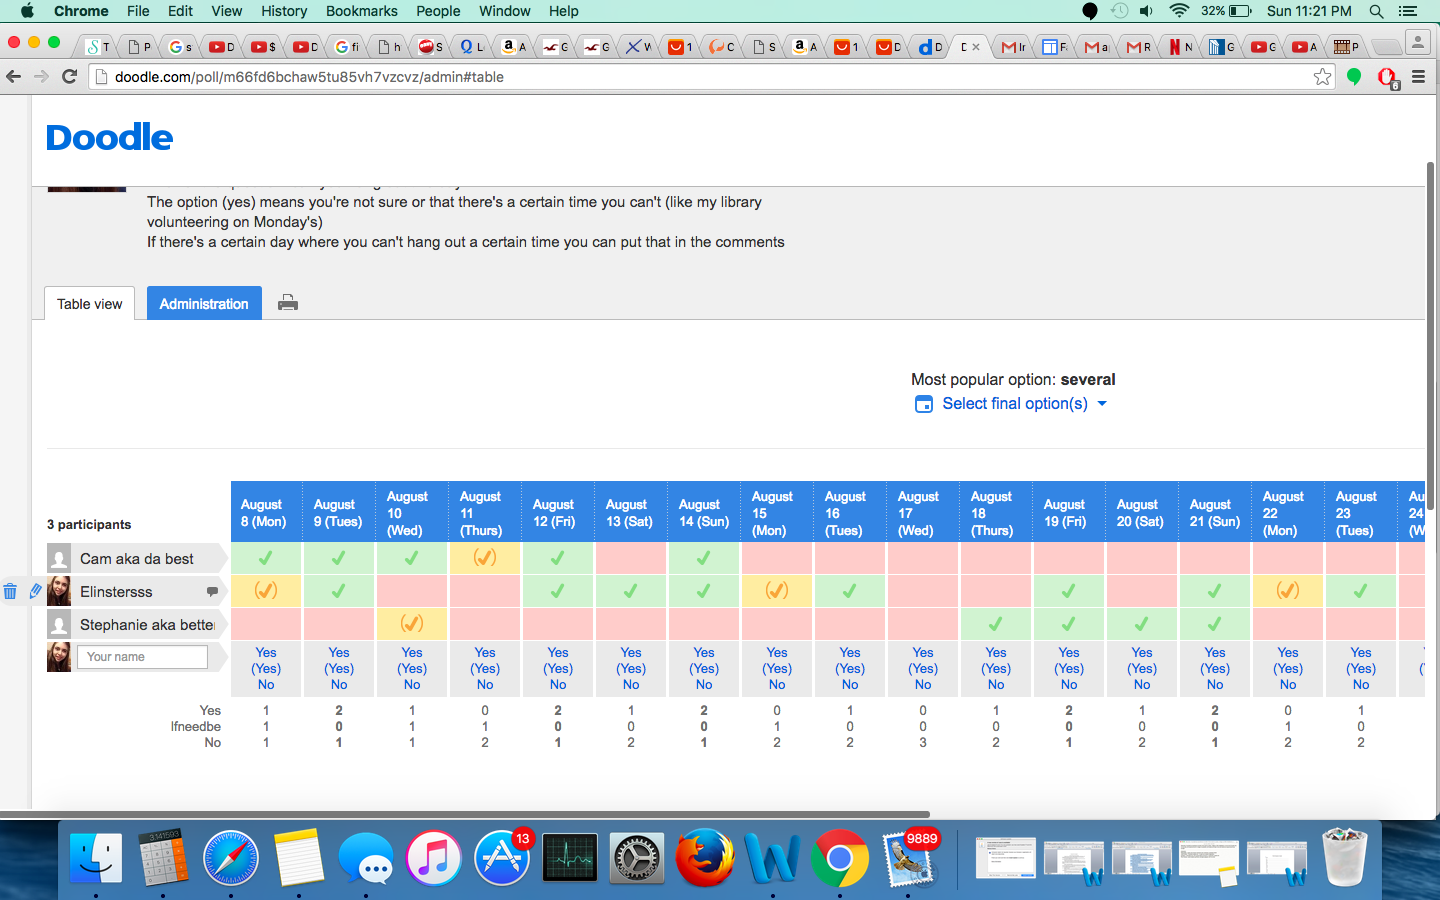 Chrome File Edit View History Bookmarks People Window Help 32% Sun 11:21 PM
T P G s D $ D G fi h S Q L a A G G W 1 C S a A 1 D d D D × M Ir F M a M R N N G G A P
doodle.com/poll/m66fd6bchaw5tu85vh7vzcvz/admin#table 6
Doodle
The option (yes) means you're not sure or that there's a certain time you can't (like my library
volunteering on Monday's)
If there's a certain day where you can't hang out a certain time you can put that in the comments
Table view Administration
Most popular option: several
Select final option(s)
August August August August August August August August August August August August August August August August Au
8 (Mon) 9 (Tues) 10 11 12 (Fri) 13 (Sat) 14 (Sun) 15 16 17 18 19 (Fri) 20 (Sat) 21 (Sun) 22 23 24
(Wed) (Thurs) (Mon) (Tues) (Wed) (Thurs) (Mon) (Tues) (W
3 participants
Cam aka da best
Elinstersss
Stephanie aka better
Your name
Yes Yes Yes Yes Yes Yes Yes Yes Yes Yes Yes Yes Yes Yes Yes Yes
(Yes) (Yes) (Yes) (Yes) (Yes) (Yes) (Yes) (Yes) (Yes) (Yes) (Yes) (Yes) (Yes) (Yes) (Yes) (Yes)
No No No No No No No No No No No No No No No No
Yes 1 2 1 0 2 1 2 0 1 0 1 2 1 2 0 1
Ifneedbe 1 0 1 1 0 0 0 1 0 0 0 0 0 0 1 0
No 1 1 1 2 1 2 1 2 2 3 2 1 2 1 2 2
3.141593 13 9889